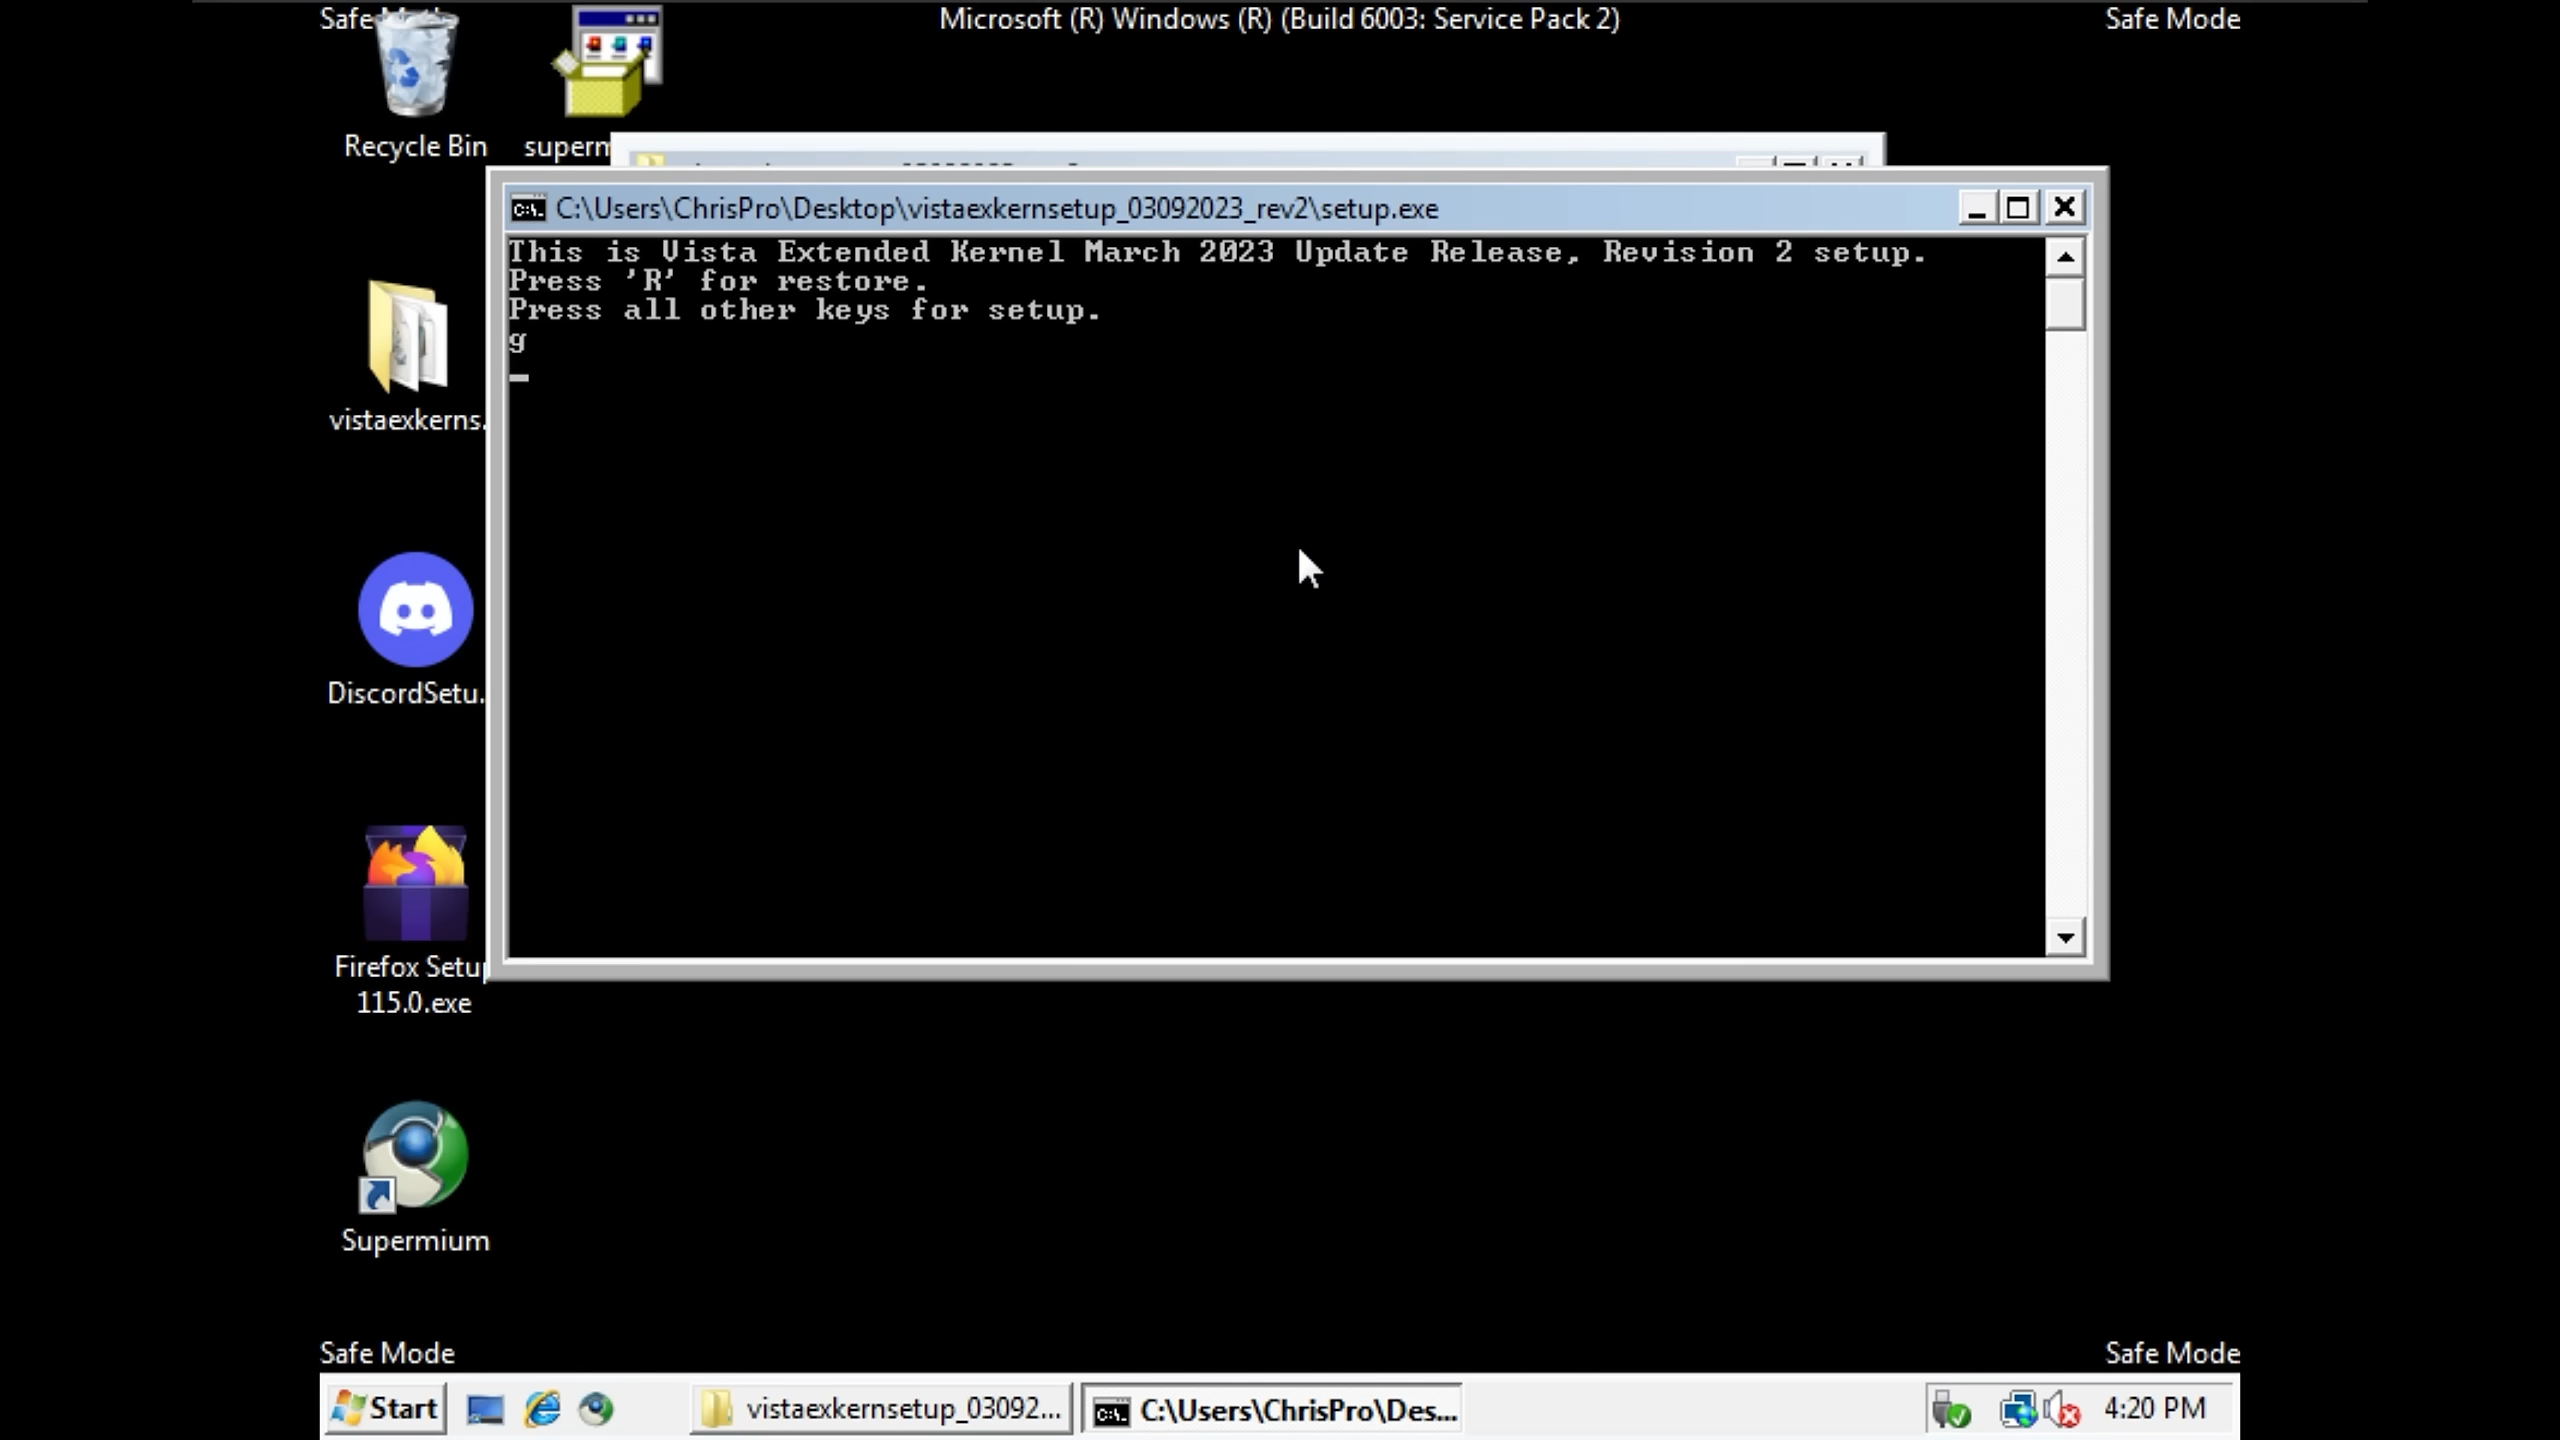 Safe
Microsoft (R) Windows (R) (Build 6003: Service Pack 2)
Safe Mode
Recycle Bin
superm
C:\Users\ChrisPro\Desktop\vistaexkernsetup_03092023_rev2\setup.exe
This is Vista Extended Kernel March 2023 Update Release, Revision 2 setup.
Press 'R' for restore.
Press all other keys for setup.
g
vistaexkerns.
DiscordSetu.
Firefox Setup
115.0.exe
Supermium
Safe Mode
Safe Mode
Start
vistaexkernsetup_03092...
C:\Users\ChrisPro\Des...
4:20 PM